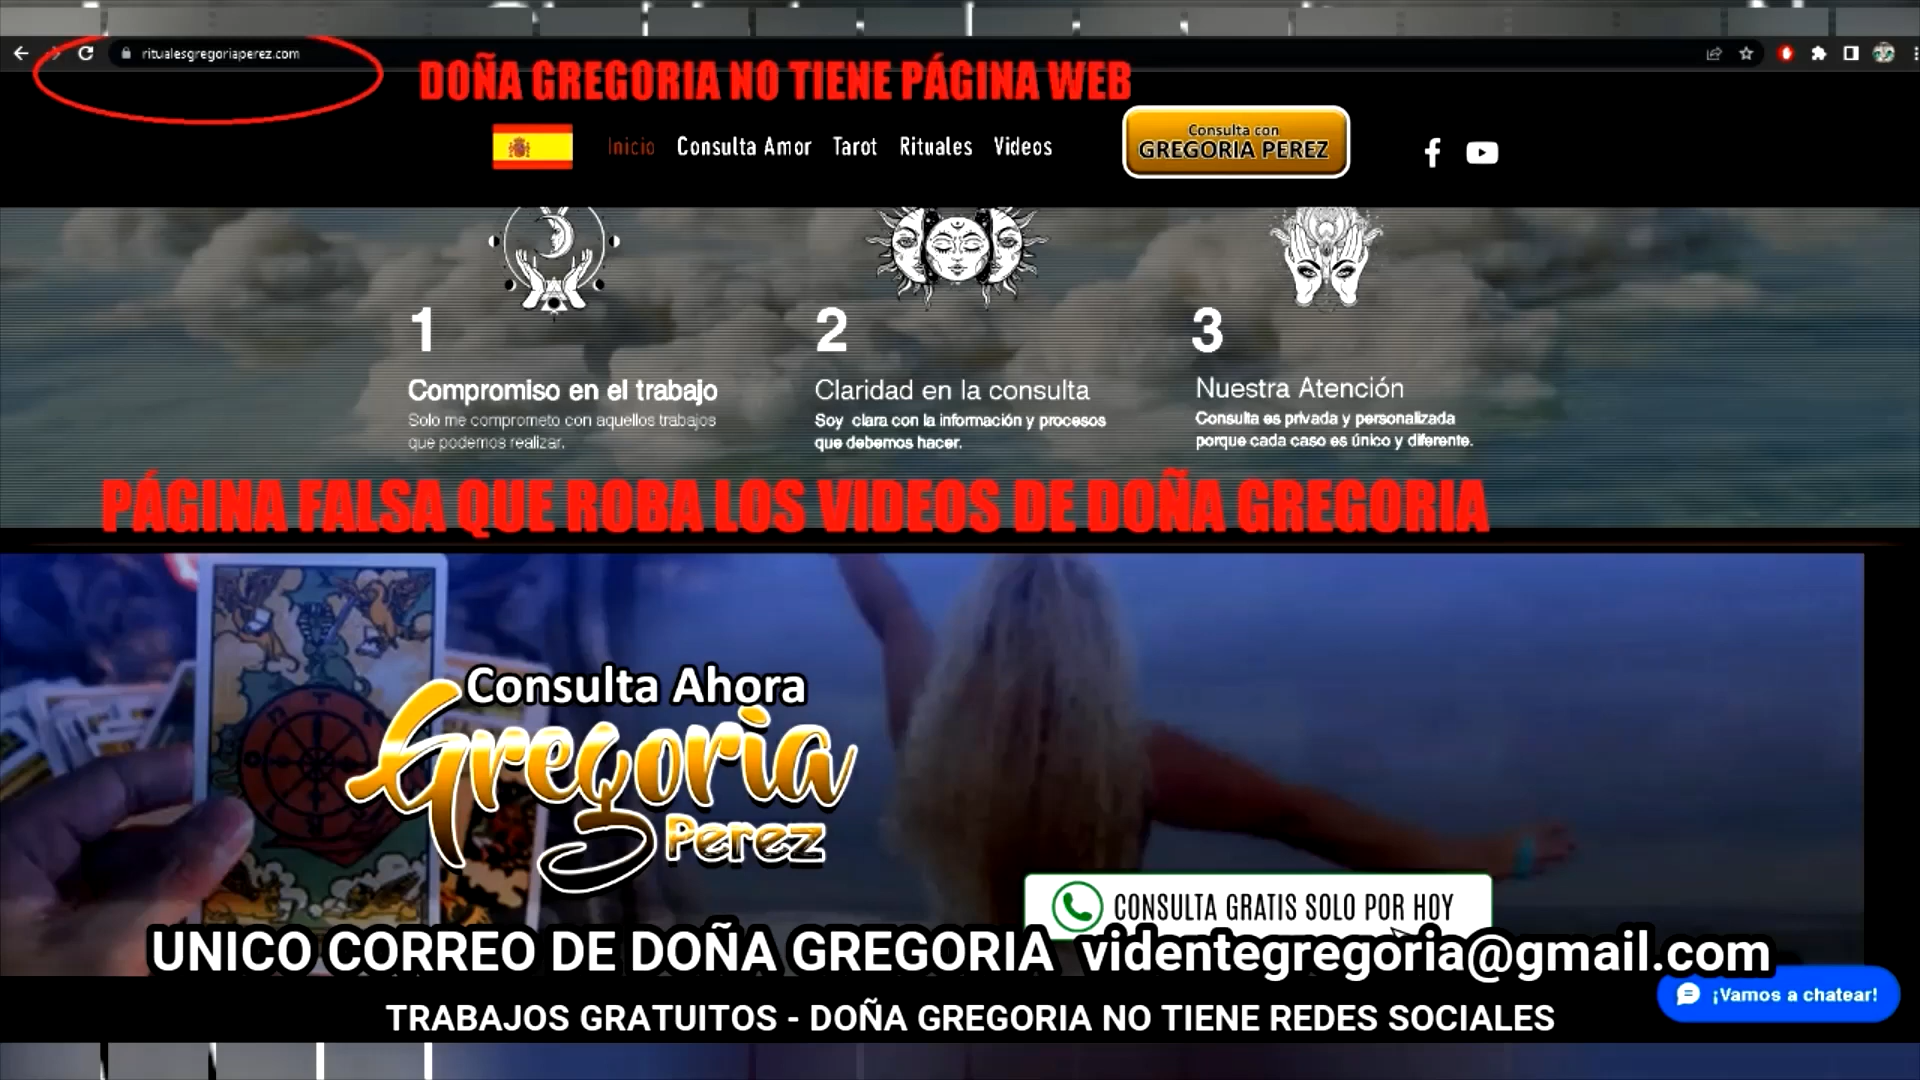 ritualesgregoriaperez.com
DOÑA GREGORIA NO TIENE PÁGINA WEB
Inicio Consulta Amor Tarot Rituales Videos
Consulta con
GREGORIA PEREZ
1
Compromiso en el trabajo
Solo me comprometo con aquellos trabajos
que podemos realizar.
2
Claridad en la consulta
Soy clara con la información y procesos
que debemos hacer.
3
Nuestra Atención
Consulta es privada y personalizada
porque cada caso es único y diferente.
PÁGINA FALSA QUE ROBA LOS VIDEOS DE DOÑA GREGORIA
Consulta Ahora
Gregoria
Perez
CONSULTA GRATIS SOLO POR HOY
UNICO CORREO DE DOÑA GREGORIA videntegregoria@gmail.com
¡Vamos a chatear!
TRABAJOS GRATUITOS - DOÑA GREGORIA NO TIENE REDES SOCIALES